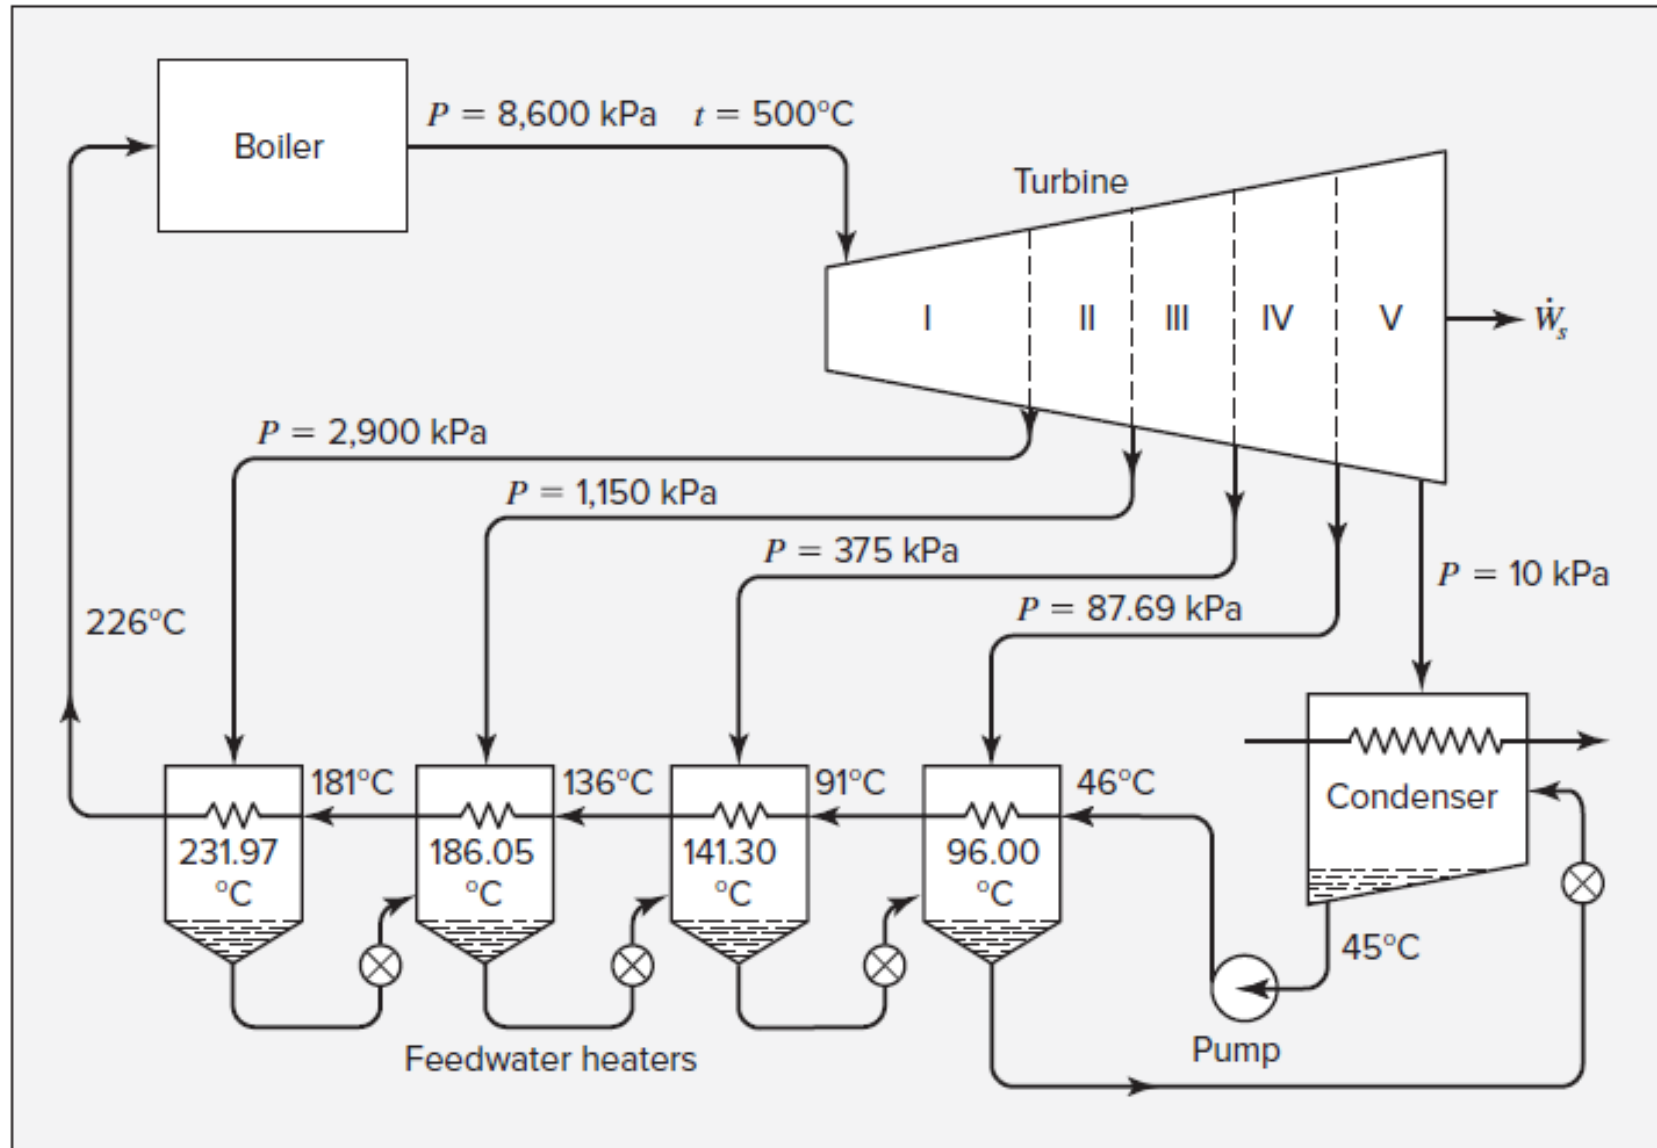 P = 8,600 kPa t = 500°C
Boiler
Turbine
I II III IV V
Ẇs
P = 2,900 kPa
P = 1,150 kPa
P = 375 kPa
P = 10 kPa
P = 87.69 kPa
226°C
181°C 136°C 91°C 46°C
Condenser
231.97
°C
186.05
°C
141.30
°C
96.00
°C
45°C
Pump
Feedwater heaters